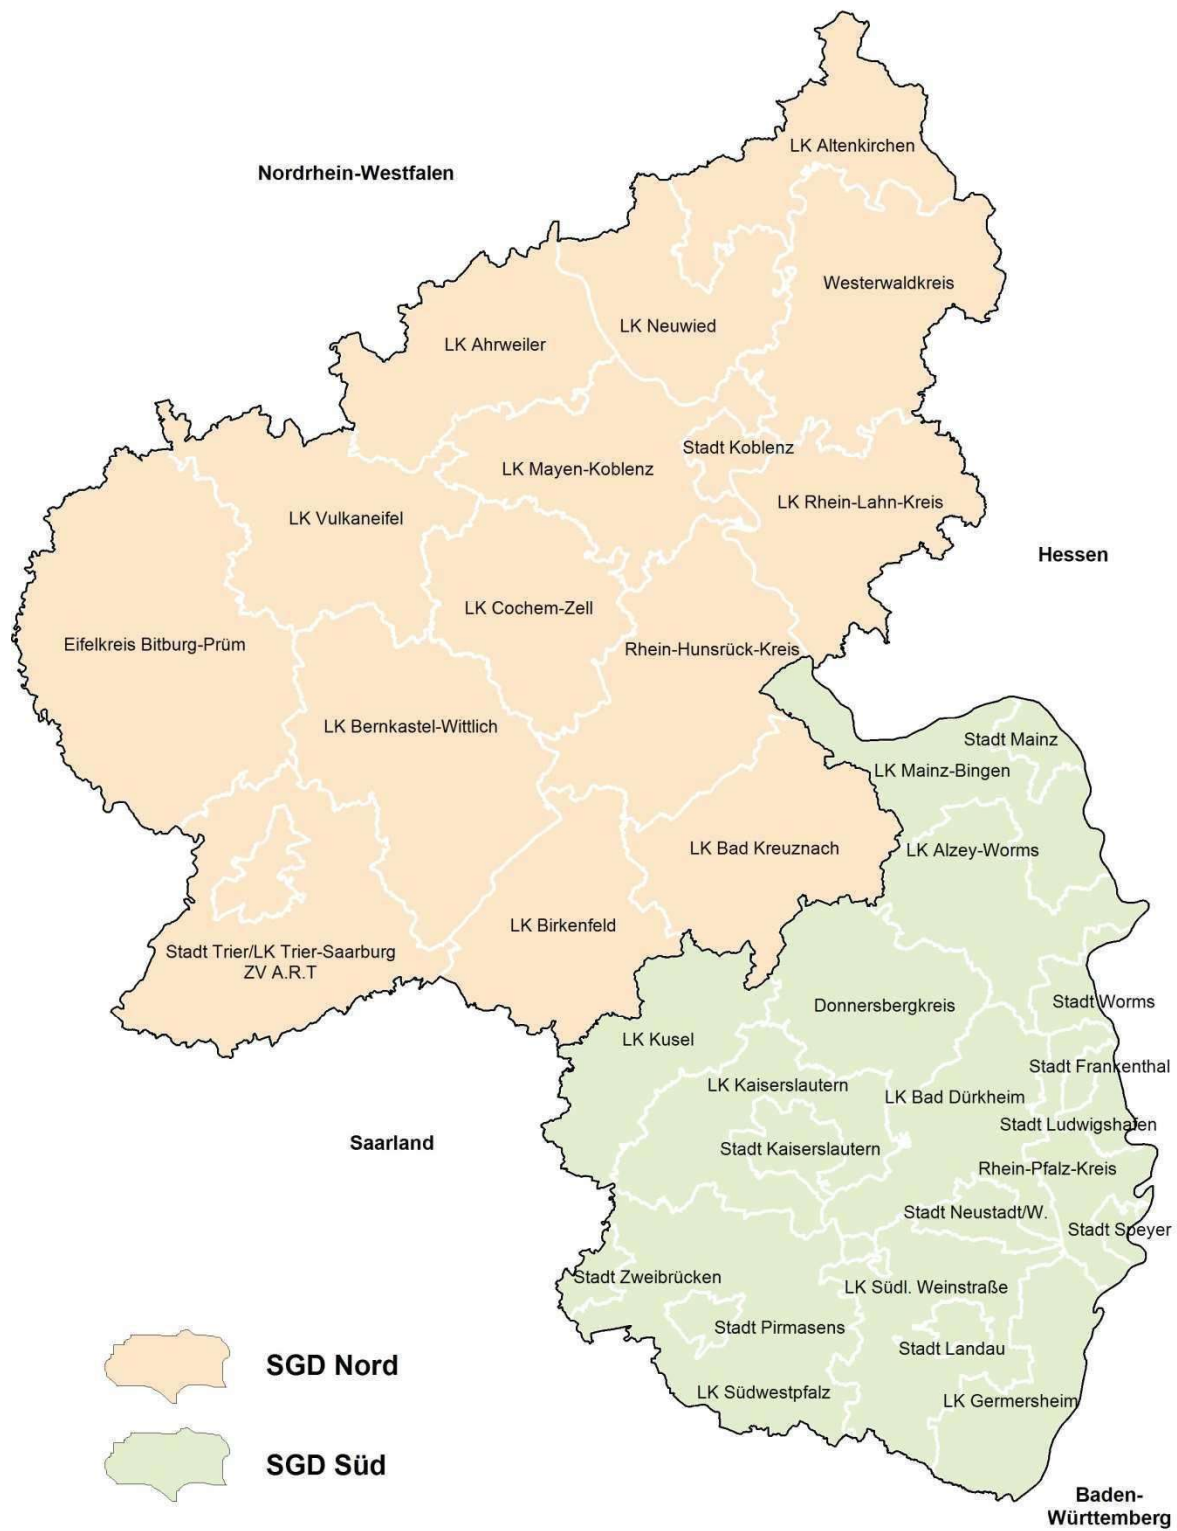 LK Altenkirchen
Nordrhein-Westfalen
Westerwaldkreis
LK Neuwied
LK Ahrweiler
Stadt Koblenz
LK Mayen-Koblenz
LK Rhein-Lahn-Kreis
LK Vulkaneifel
Hessen
LK Cochem-Zell
Eifelkreis Bitburg-Prüm
Rhein-Hunsrück-Kreis
LK Bernkastel-Wittlich
Stadt Mainz
LK Mainz-Bingen
LK Bad Kreuznach
LK Alzey-Worms
LK Birkenfeld
Stadt Trier/LK Trier-Saarburg
ZV A.R.T
Stadt Worms
Donnersbergkreis
LK Kusel
Stadt Frankenthal
LK Kaiserslautern
LK Bad Dürkheim
Stadt Ludwigshafen
Saarland
Stadt Kaiserslautern
Rhein-Pfalz-Kreis
Stadt Neustadt/W.
Stadt Speyer
Stadt Zweibrücken
LK Südl. Weinstraße
Stadt Pirmasens
Stadt Landau
SGD Nord
LK Südwestpfalz
LK Germersheim
SGD Süd
Baden-
Württemberg